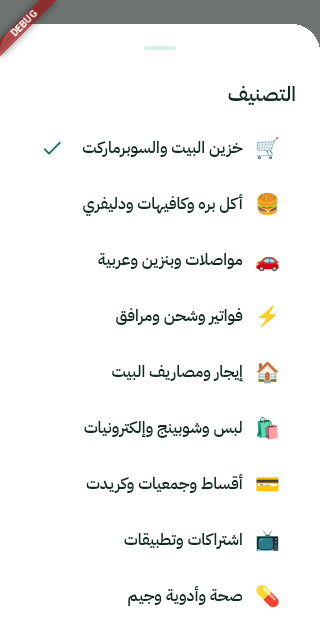 DEBUG
التصنيف
خزين البيت والسوبرماركت
أكل بره وكافيهات ودليفري
مواصلات وبنزين وعربية
فواتير وشحن ومرافق
إيجار ومصاريف البيت
لبس وشوبينج وإلكترونيات
أقساط وجمعيات وكريدت
اشتراكات وتطبيقات
صحة وأدوية وجيم